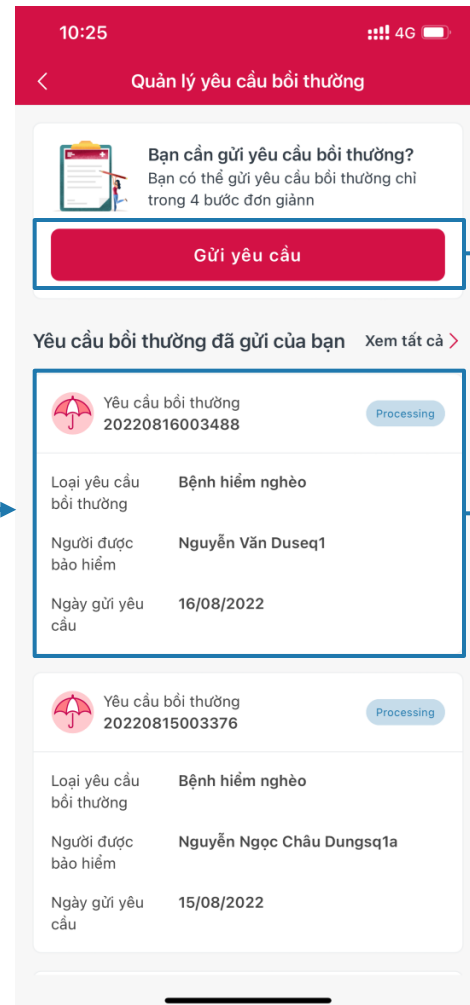 10:25
4G
Quản lý yêu cầu bồi thường
Bạn cần gửi yêu cầu bồi thường?
Bạn có thể gửi yêu cầu bồi thường chỉ
trong 4 bước đơn giảnn
Gửi yêu cầu
Yêu cầu bồi thường đã gửi của bạn Xem tất cả
Yêu cầu bồi thường
20220816003488
Processing
Loại yêu cầu Bệnh hiểm nghèo
bồi thường
Người được Nguyễn Văn Duseq1
bảo hiểm
Ngày gửi yêu 16/08/2022
cầu
Yêu cầu bồi thường
20220815003376
Processing
Loại yêu cầu Bệnh hiểm nghèo
bồi thường
Người được Nguyễn Ngọc Châu Dungsq1a
bảo hiểm
Ngày gửi yêu 15/08/2022
cầu